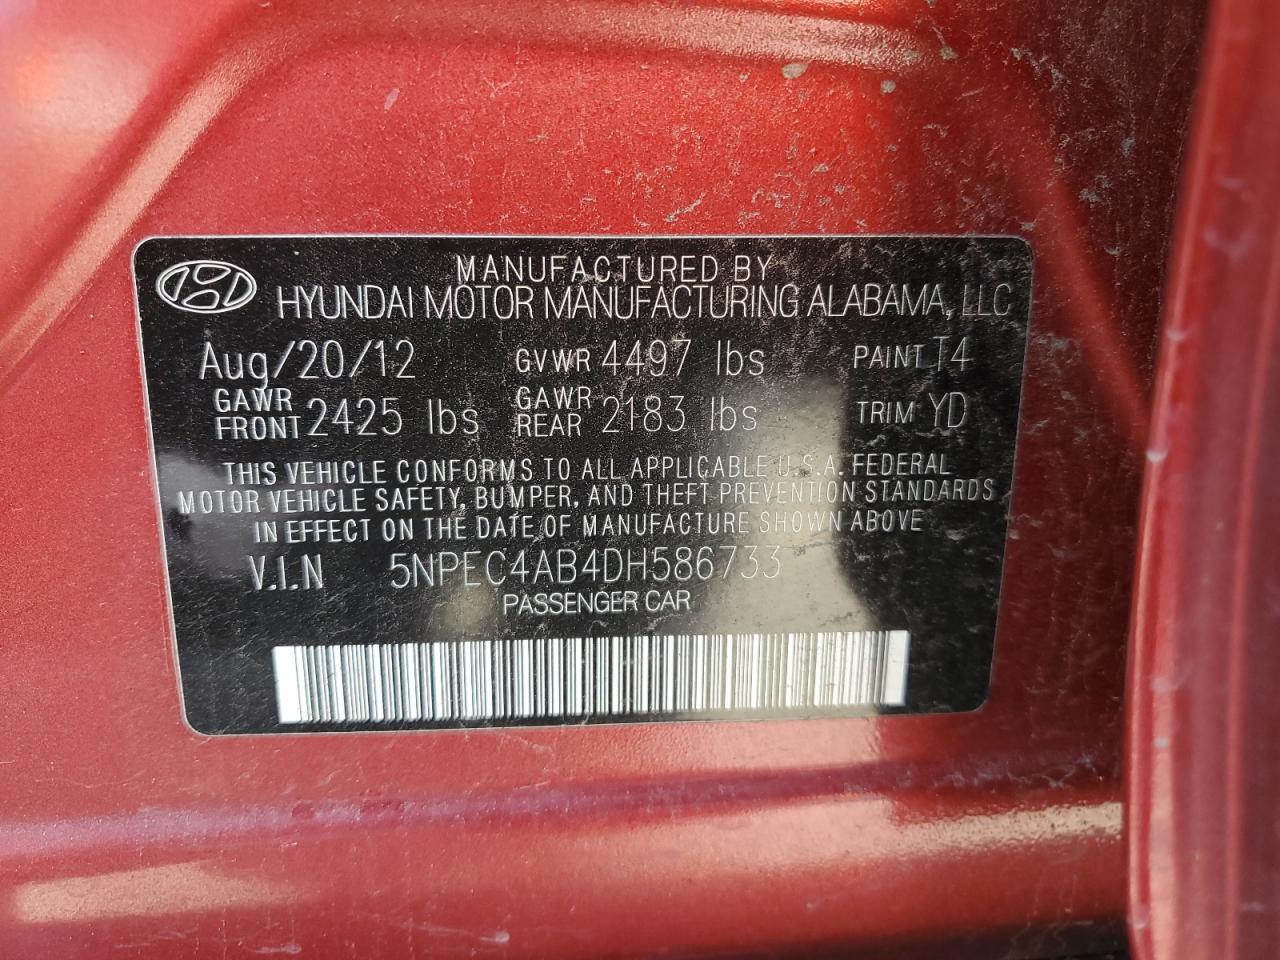 MANUFACTURED BY
HYUNDAI MOTOR MANUFACTURING ALABAMA, LLC
Aug/20/12 GVWR 4497 lbs PAINT T4
GAWR FRONT 2425 lbs GAWR REAR 2183 lbs TRIM YD
THIS VEHICLE CONFORMS TO ALL APPLICABLE U.S.A. FEDERAL
MOTOR VEHICLE SAFETY, BUMPER, AND THEFT PREVENTION STANDARDS
IN EFFECT ON THE DATE OF MANUFACTURE SHOWN ABOVE
V.I.N 5NPEC4AB4DH586733
PASSENGER CAR